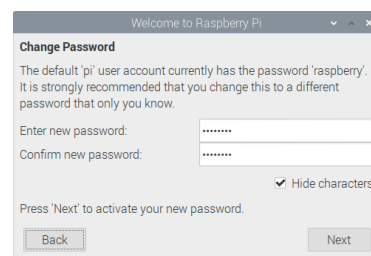 Welcome to Raspberry Pi
Change Password
The default 'pi' user account currently has the password 'raspberry'.
It is strongly recommended that you change this to a different
password that only you know.
Enter new password: ••••••••
Confirm new password: ••••••••
Hide characters
Press 'Next' to activate your new password.
Back Next